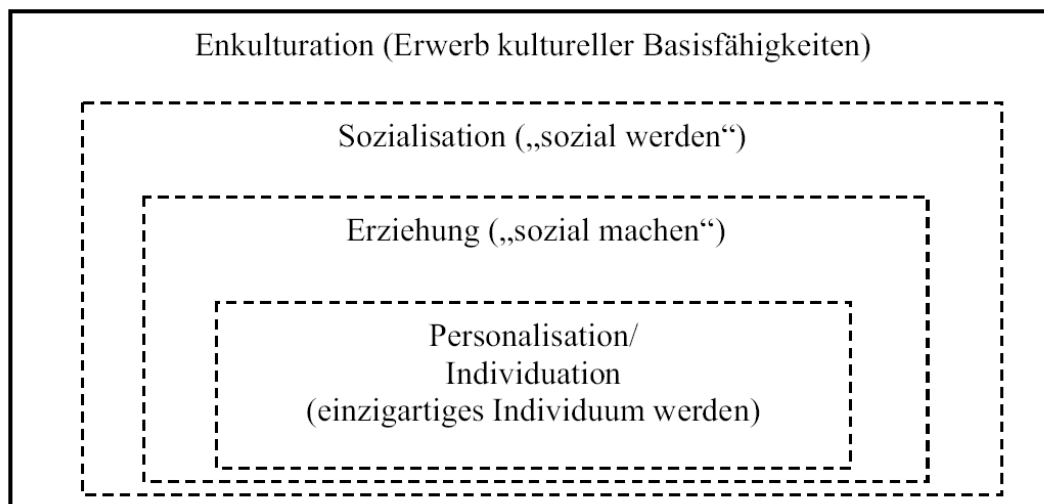 Enkulturation (Erwerb kultureller Basisfähigkeiten)
Sozialisation („sozial werden“)
Erziehung („sozial machen“)
Personalisation/
Individuation
(einzigartiges Individuum werden)